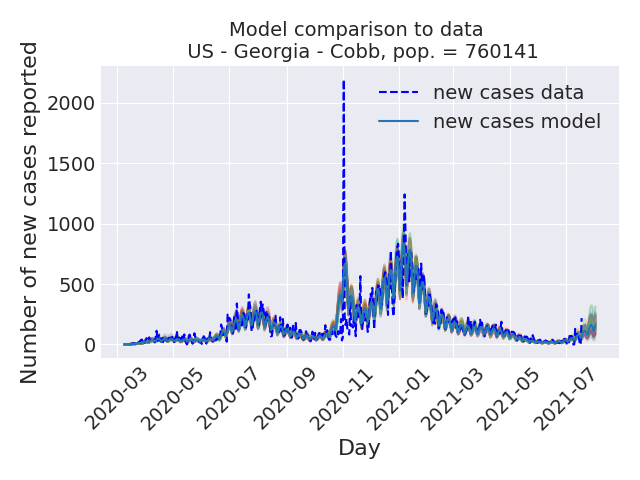 Model comparison to data
US - Georgia - Cobb, pop. = 760141
Number of new cases reported
2000
1500
1000
500
0
new cases data
new cases model
2020-03
2020-05
2020-07
2020-09
2020-11
2021-01
2021-03
2021-05
2021-07
Day